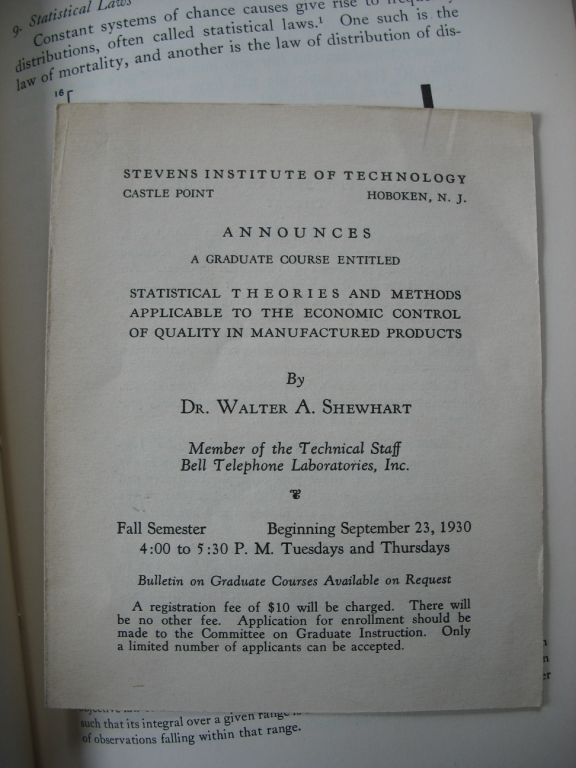 9. Statistical Laws
Constant systems of chance causes give rise to frequency
distributions, often called statistical laws.¹ One such is the
law of mortality, and another is the law of distribution of dis-
16
STEVENS INSTITUTE OF TECHNOLOGY
CASTLE POINT HOBOKEN, N. J.
ANNOUNCES
A GRADUATE COURSE ENTITLED
STATISTICAL THEORIES AND METHODS
APPLICABLE TO THE ECONOMIC CONTROL
OF QUALITY IN MANUFACTURED PRODUCTS
By
DR. WALTER A. SHEWHART
Member of the Technical Staff
Bell Telephone Laboratories, Inc.
Fall Semester Beginning September 23, 1930
4:00 to 5:30 P. M. Tuesdays and Thursdays
Bulletin on Graduate Courses Available on Request
A registration fee of $10 will be charged. There will
be no other fee. Application for enrollment should be
made to the Committee on Graduate Instruction. Only
a limited number of applicants can be accepted.
such that its integral over a given range
of observations falling within that range.